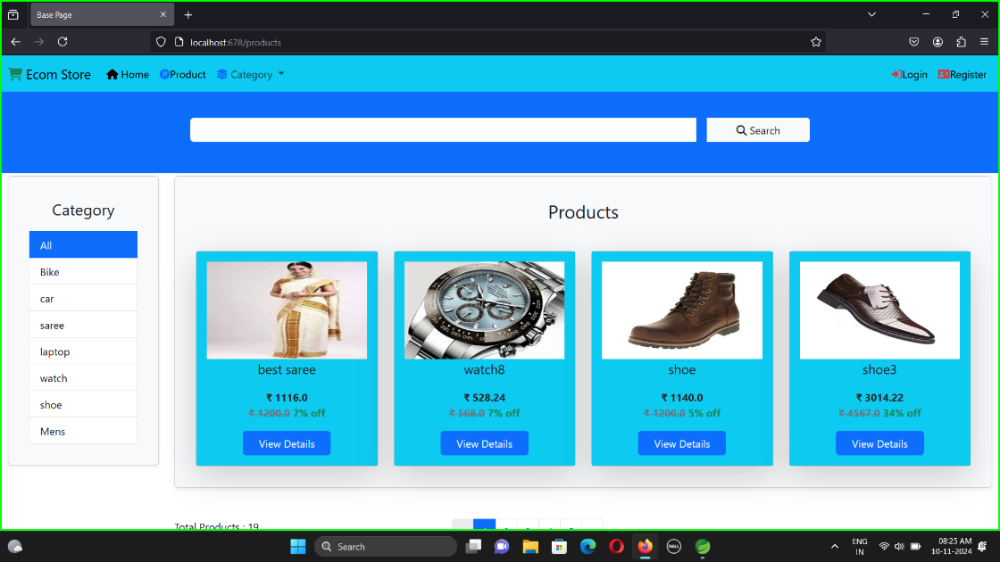 Base Page
localhost:678/products
Ecom Store Home Product Category Login Register
Search
Category
All
Bike
car
saree
laptop
watch
shoe
Mens
Products
best saree
₹ 1116.0
₹ 1200.0 7% off
View Details
watch8
₹ 528.24
₹ 568.0 7% off
View Details
shoe
₹ 1140.0
₹ 1200.0 5% off
View Details
shoe3
₹ 3014.22
₹ 4567.0 34% off
View Details
Total Products : 19
Search
DELL
ENG
IN
08:25 AM
10-11-2024